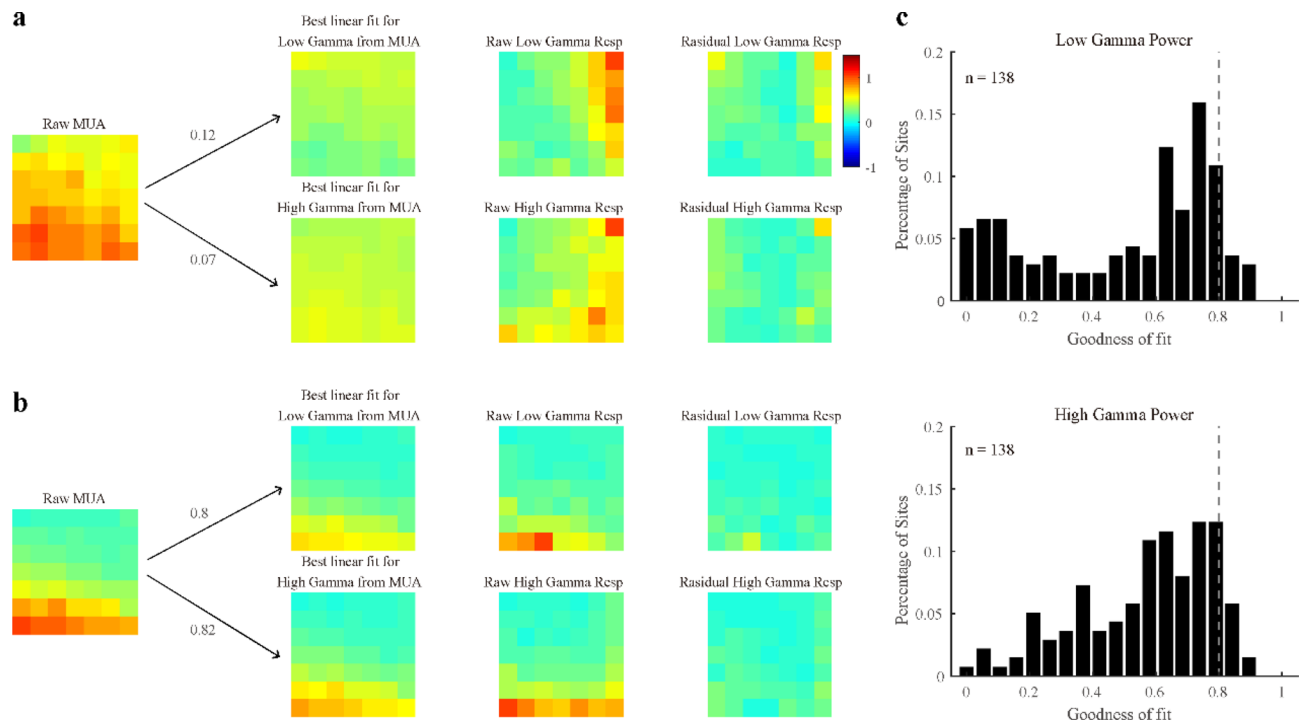 a
Best linear fit for
Low Gamma from MUA
Raw Low Gamma Resp
Rasidual Low Gamma Resp
1
0
-1
Raw MUA
0.12
0.07
Best linear fit for
High Gamma from MUA
Raw High Gamma Resp
Rasidual High Gamma Resp
b
Best linear fit for
Low Gamma from MUA
Raw Low Gamma Resp
Rasidual Low Gamma Resp
Raw MUA
0.8
0.82
Best linear fit for
High Gamma from MUA
Raw High Gamma Resp
Rasidual High Gamma Resp
c
Low Gamma Power
n = 138
Percentage of Sites
0.2
0.15
0.1
0.05
0
0 0.2 0.4 0.6 0.8 1
Goodness of fit
High Gamma Power
n = 138
Percentage of Sites
0.2
0.15
0.1
0.05
0
0 0.2 0.4 0.6 0.8 1
Goodness of fit